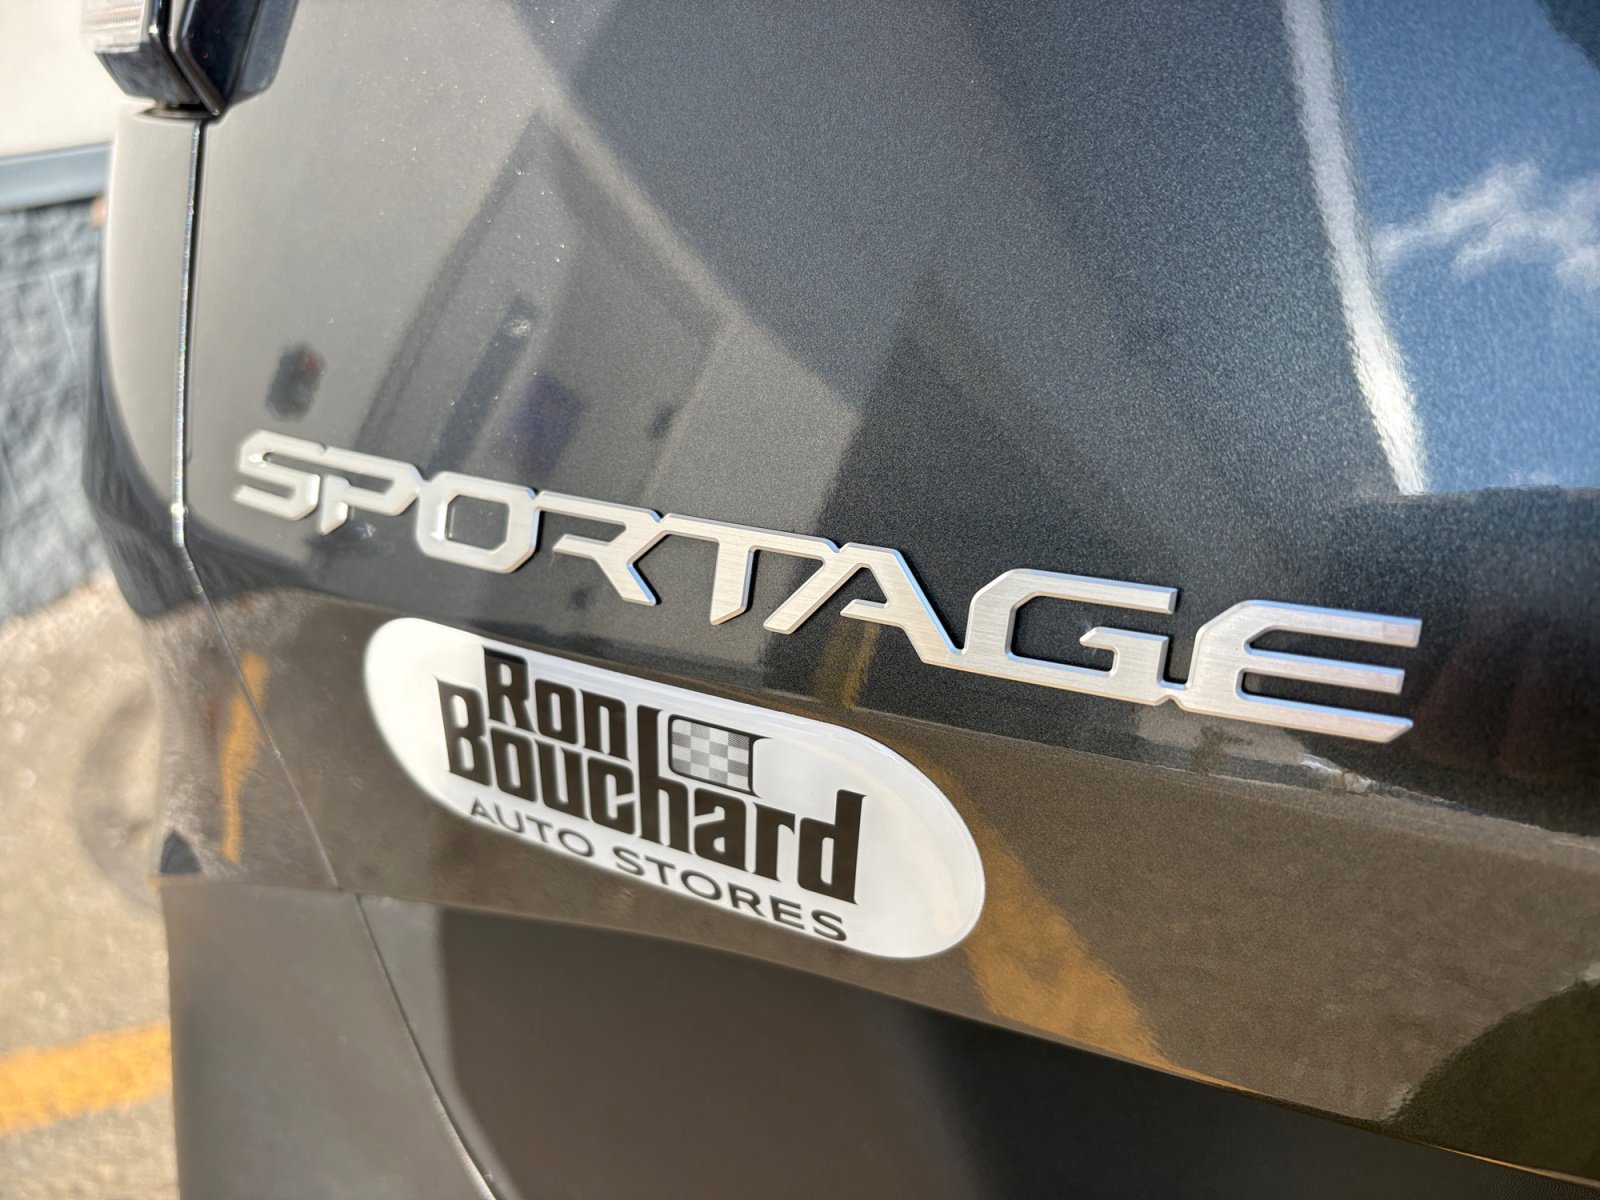 SPORTAGE
Ron
Bouchard
AUTO STORES